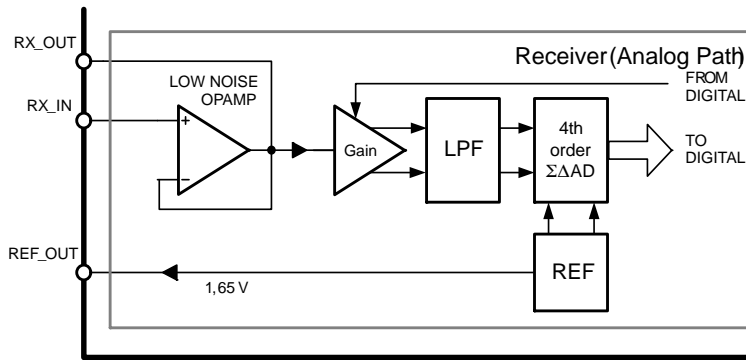 RX_OUT
Receiver (Analog Path)
LOW NOISE
OPAMP
FROM
DIGITAL
RX_IN
+
−
Gain
LPF
4th
order
ΣΔAD
TO
DIGITAL
REF_OUT
1,65 V
REF